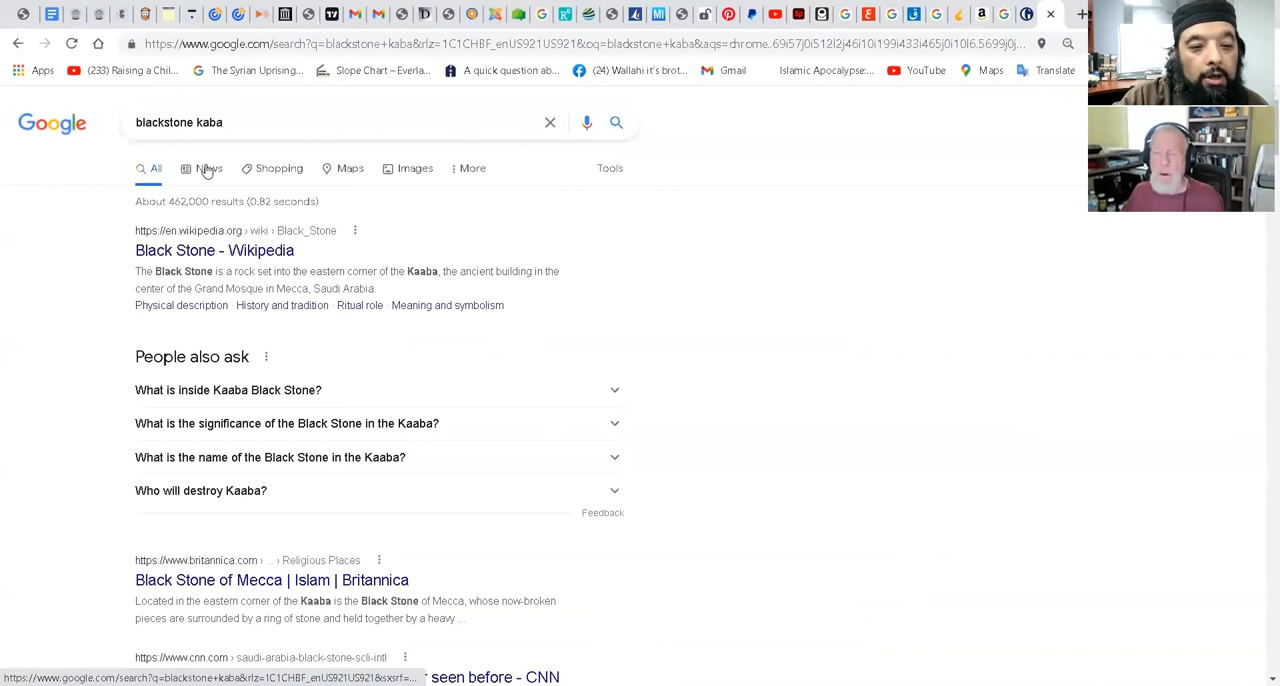 https://www.google.com/search?q=blackstone+kaba&rlz=1C1CHBF_enUS921US921&oq=blackstone+kaba&aqs=chrome..69i57j0i512l2j46i10i199i433i465j0i10l6.5699j0j...
Apps
(233) Raising a Chil...
The Syrian Uprising...
Slope Chart – Everla...
A quick question ab...
(24) Wallahi it's brot...
Gmail
Islamic Apocalypse:...
YouTube
Maps
Translate
Google
blackstone kaba
All
News
Shopping
Maps
Images
More
Tools
About 462,000 results (0.82 seconds)
https://en.wikipedia.org › wiki › Black_Stone
Black Stone - Wikipedia
The Black Stone is a rock set into the eastern corner of the Kaaba, the ancient building in the
center of the Grand Mosque in Mecca, Saudi Arabia.
Physical description · History and tradition · Ritual role · Meaning and symbolism
People also ask
What is inside Kaaba Black Stone?
What is the significance of the Black Stone in the Kaaba?
What is the name of the Black Stone in the Kaaba?
Who will destroy Kaaba?
Feedback
https://www.britannica.com › ... › Religious Places
Black Stone of Mecca | Islam | Britannica
Located in the eastern corner of the Kaaba is the Black Stone of Mecca, whose now-broken
pieces are surrounded by a ring of stone and held together by a heavy ...
https://www.cnn.com › saudi-arabia-black-stone-scli-intl
seen before - CNN
https://www.google.com/search?q=blackstone+kaba&rlz=1C1CHBF_enUS921US921&sxsrf=...